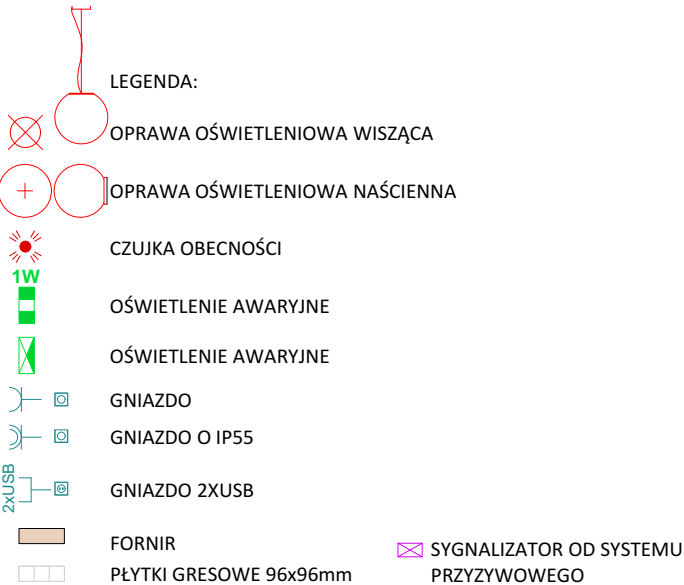 LEGENDA:
OPRAWA OŚWIETLENIOWA WISZĄCA
OPRAWA OŚWIETLENIOWA NAŚCIENNA
CZUJKA OBECNOŚCI
1W
OŚWIETLENIE AWARYJNE
OŚWIETLENIE AWARYJNE
GNIAZDO
GNIAZDO O IP55
2xUSB
GNIAZDO 2XUSB
FORNIR
PŁYTKI GRESOWE 96x96mm
SYGNALIZATOR OD SYSTEMU
PRZYZYWOWEGO